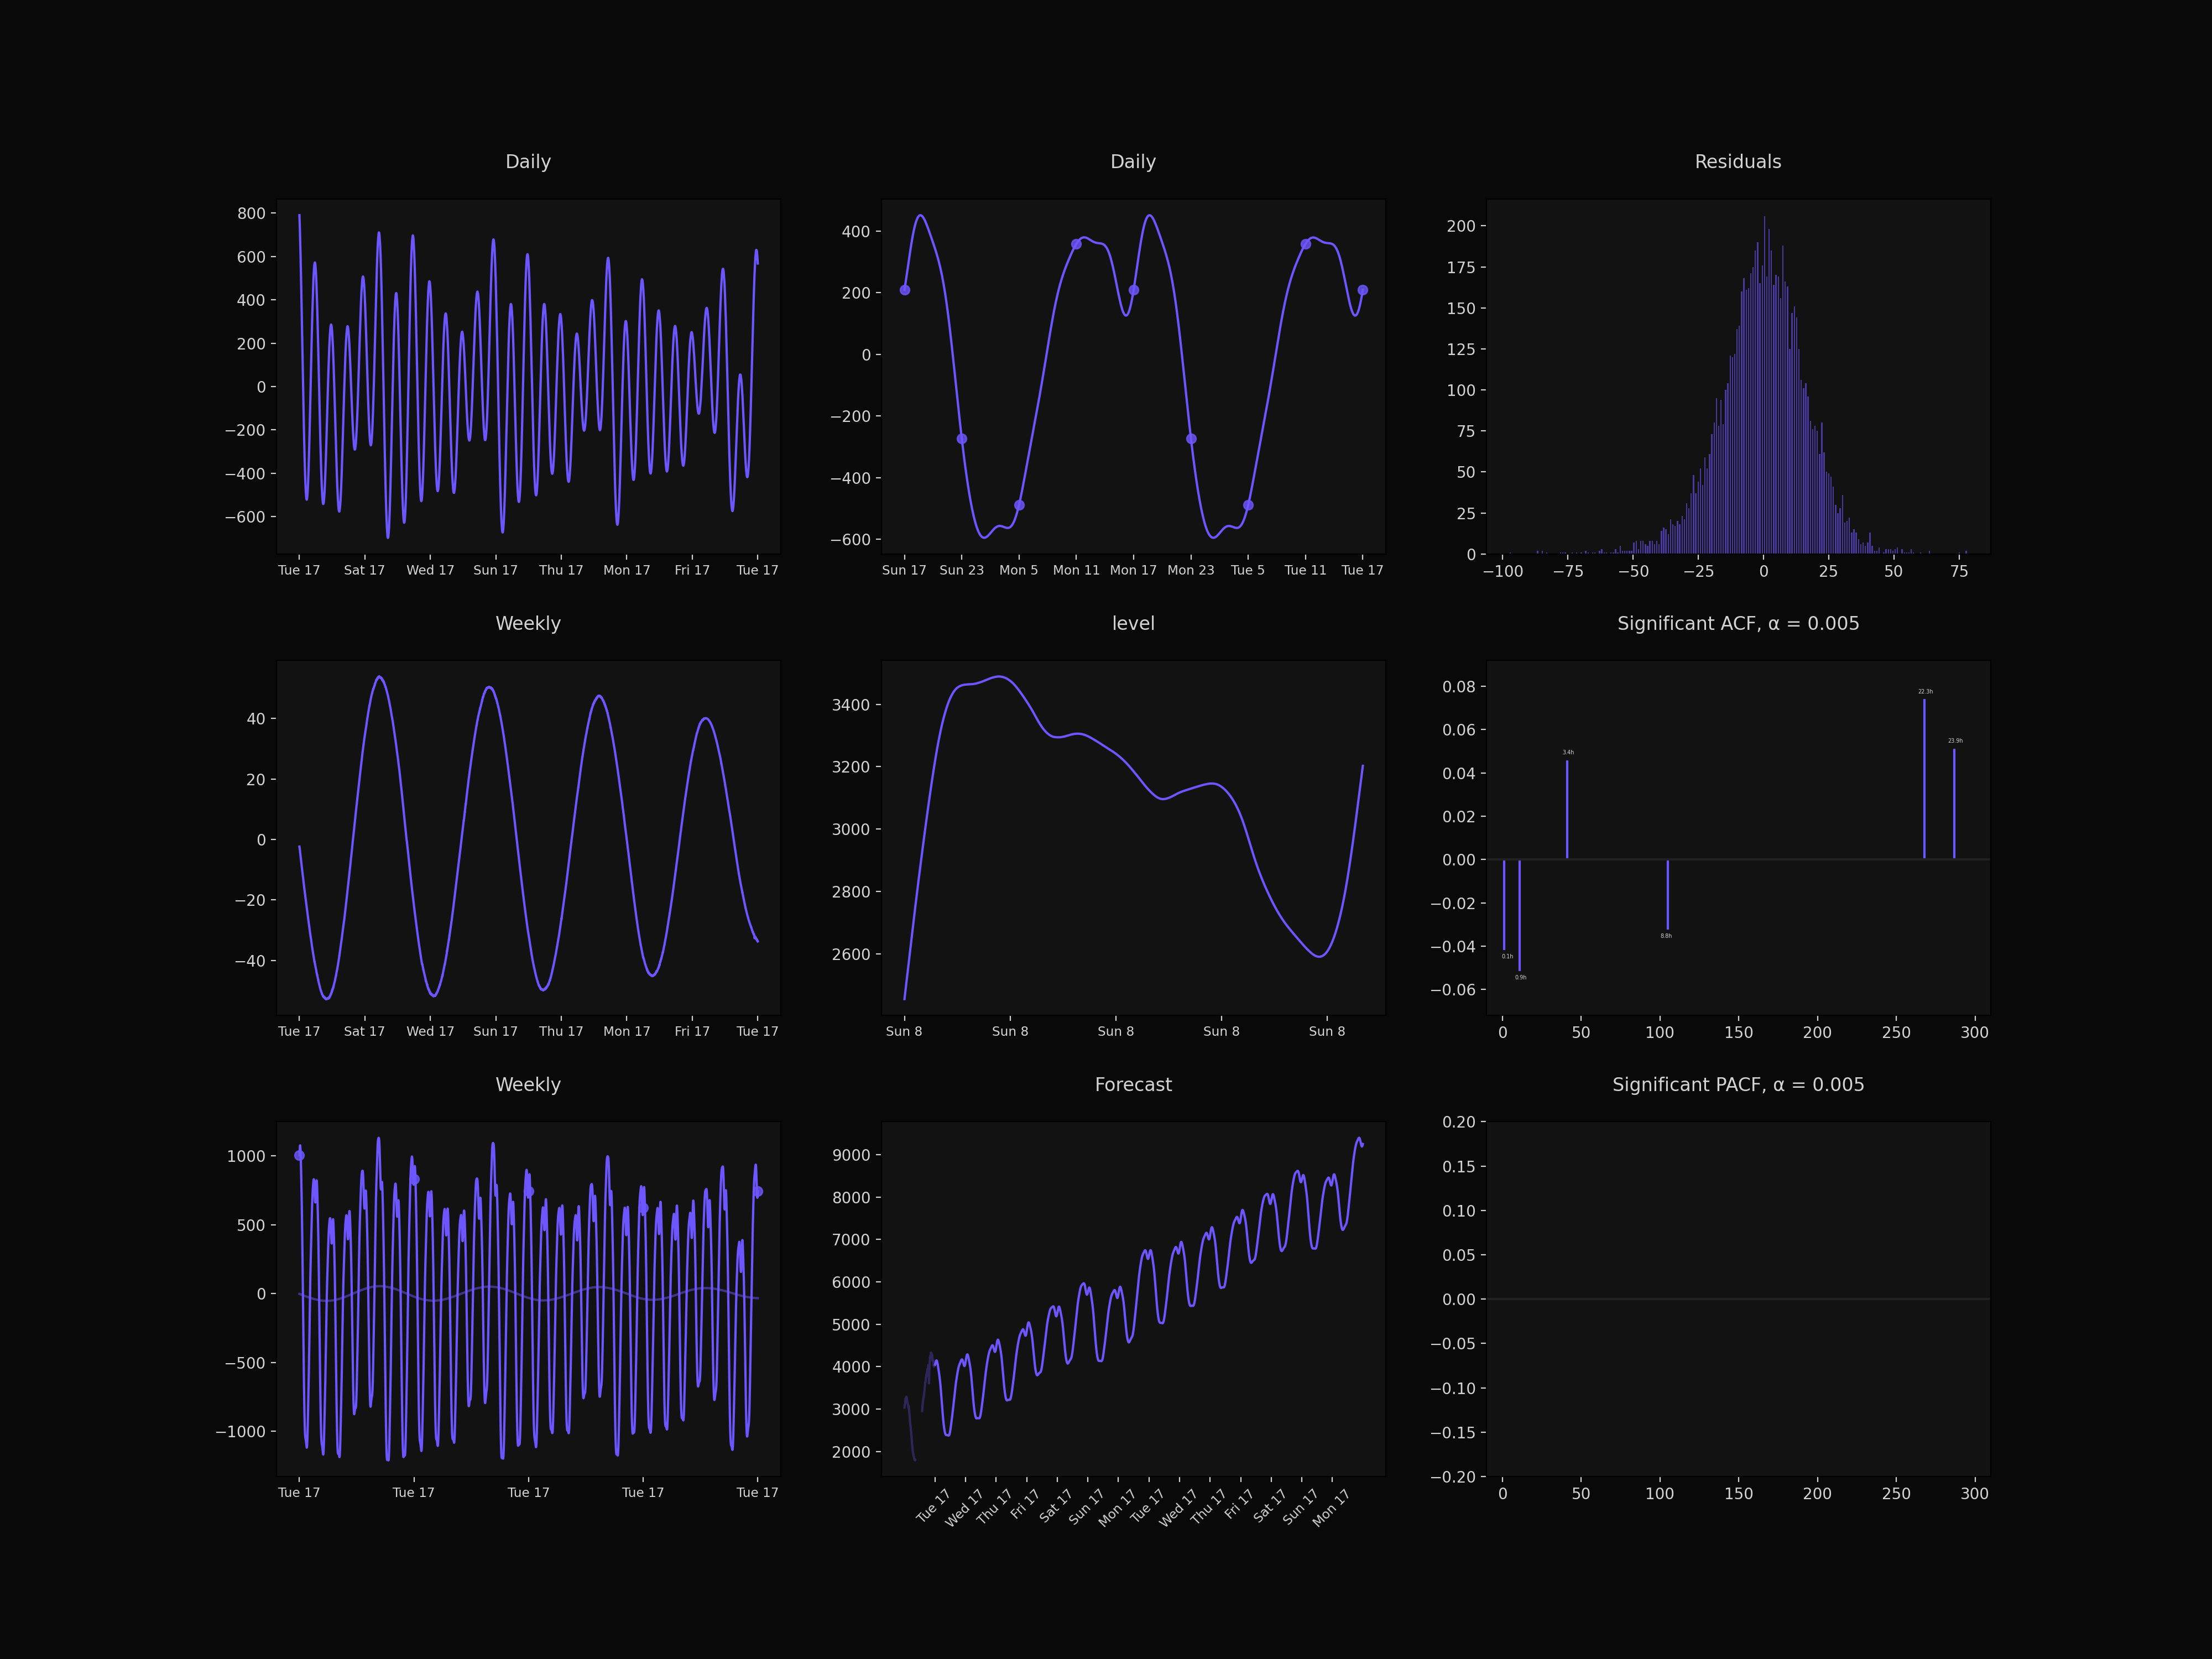 Daily
800
600
400
200
0
−200
−400
−600
Tue 17 Sat 17 Wed 17 Sun 17 Thu 17 Mon 17 Fri 17 Tue 17
Daily
400
200
0
−200
−400
−600
Sun 17 Sun 23 Mon 5 Mon 11 Mon 17 Mon 23 Tue 5 Tue 11 Tue 17
Residuals
200
175
150
125
100
75
50
25
0
−100 −75 −50 −25 0 25 50 75
Weekly
40
20
0
−20
−40
Tue 17 Sat 17 Wed 17 Sun 17 Thu 17 Mon 17 Fri 17 Tue 17
level
3400
3200
3000
2800
2600
Sun 8 Sun 8 Sun 8 Sun 8 Sun 8
Significant ACF, α = 0.005
0.08
0.06
0.04
0.02
0.00
−0.02
−0.04
−0.06
22.3h
23.9h
3.4h
8.8h
0.1h
0.9h
0 50 100 150 200 250 300
Weekly
1000
500
0
−500
−1000
Tue 17 Tue 17 Tue 17 Tue 17 Tue 17
Forecast
9000
8000
7000
6000
5000
4000
3000
2000
Tue 17 Wed 17 Thu 17 Fri 17 Sat 17 Sun 17 Mon 17 Tue 17 Wed 17 Thu 17 Fri 17 Sat 17 Sun 17 Mon 17
Significant PACF, α = 0.005
0.20
0.15
0.10
0.05
0.00
−0.05
−0.10
−0.15
−0.20
0 50 100 150 200 250 300